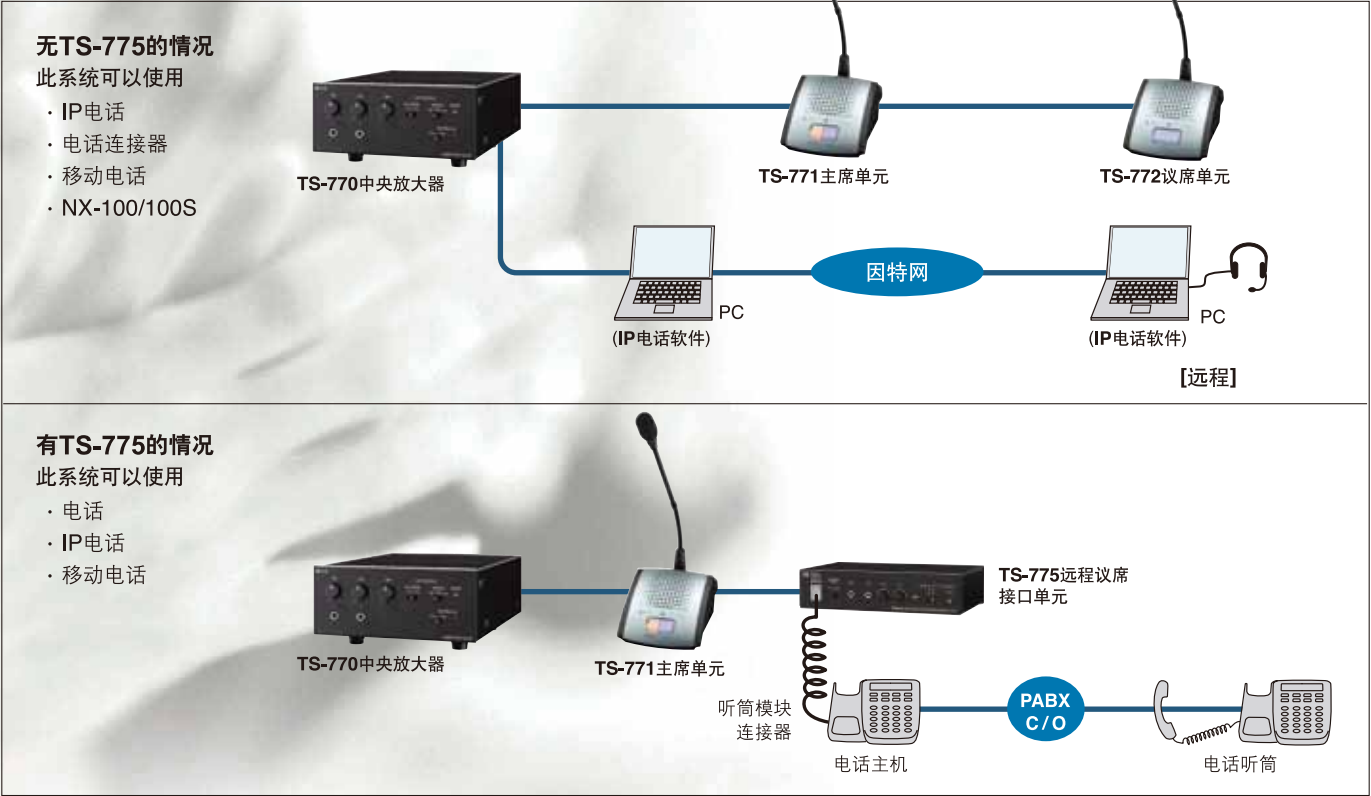 无TS-775的情况
此系统可以使用
· IP电话
· 电话连接器
· 移动电话
· NX-100/100S
TS-770中央放大器
TS-771主席单元
TS-772议席单元
因特网
PC
(IP电话软件)
PC
(IP电话软件)
[远程]
有TS-775的情况
此系统可以使用
· 电话
· IP电话
· 移动电话
TS-770中央放大器
TS-771主席单元
TS-775远程议席
接口单元
听筒模块
连接器
PABX
C/O
电话主机
电话听筒